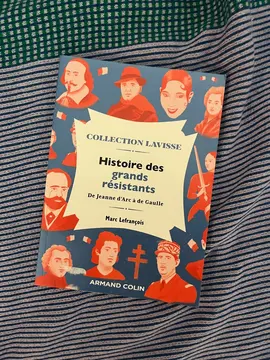 COLLECTION LAVISSE
Histoire des
grands
résistants
De Jeanne d'Arc à de Gaulle
Marc Lefrançois
ARMAND COLIN